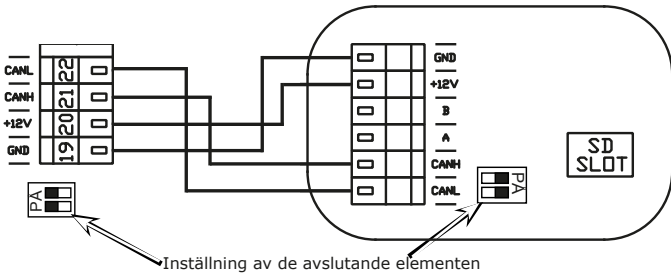 CANL 22
CANH 21
+12V 20
GND 19
GND
+12V
B
A
CANH
CANL
SD
SLOT
PA
PA
Inställning av de avslutande elementen